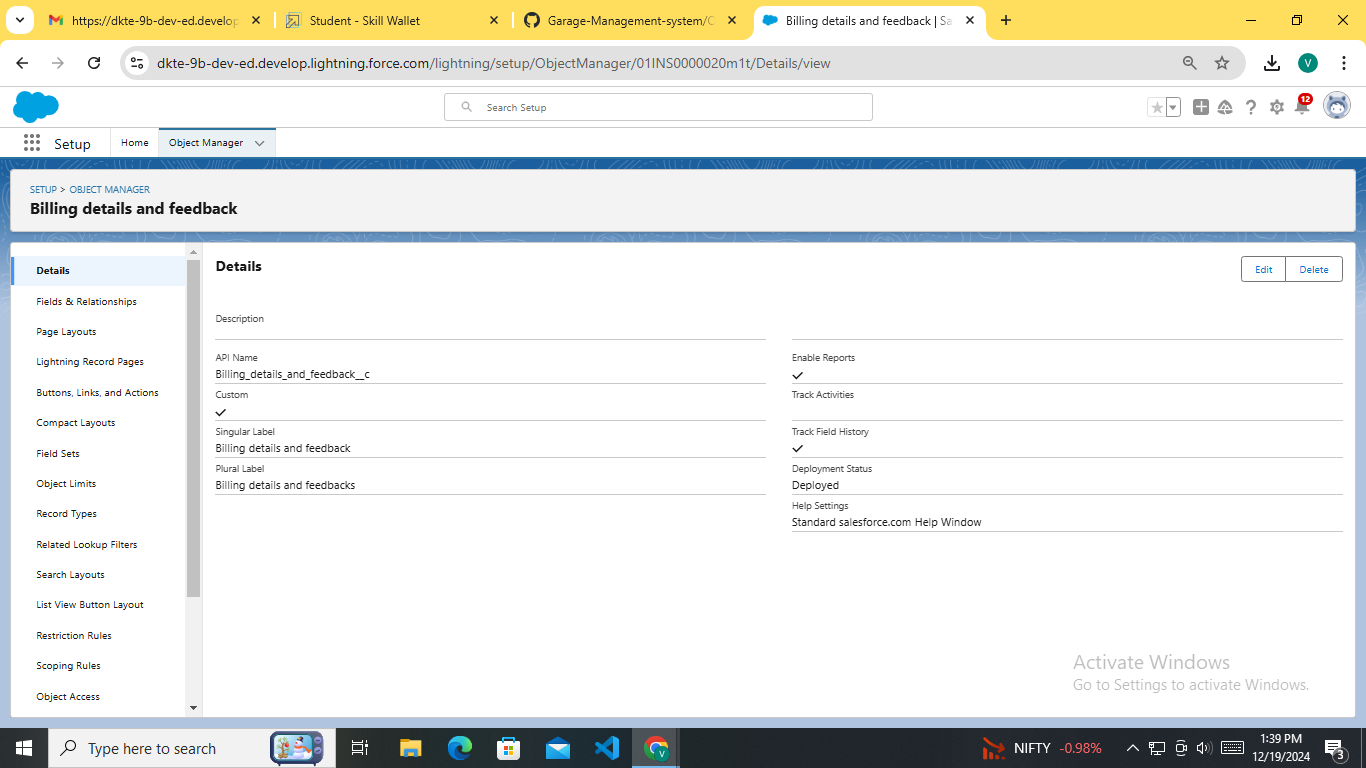 https://dkte-9b-dev-ed.develop
Student - Skill Wallet
Garage-Management-system/C
Billing details and feedback | Sa
dkte-9b-dev-ed.develop.lightning.force.com/lightning/setup/ObjectManager/01INS0000020m1t/Details/view
V
Search Setup
12
Setup
Home
Object Manager
SETUP > OBJECT MANAGER
Billing details and feedback
Details
Fields & Relationships
Page Layouts
Lightning Record Pages
Buttons, Links, and Actions
Compact Layouts
Field Sets
Object Limits
Record Types
Related Lookup Filters
Search Layouts
List View Button Layout
Restriction Rules
Scoping Rules
Object Access
Details
Edit
Delete
Description
API Name
Billing_details_and_feedback__c
Custom
Singular Label
Billing details and feedback
Plural Label
Billing details and feedbacks
Enable Reports
Track Activities
Track Field History
Deployment Status
Deployed
Help Settings
Standard salesforce.com Help Window
Activate Windows
Go to Settings to activate Windows.
Type here to search
V
NIFTY -0.98%
1:39 PM
12/19/2024
3